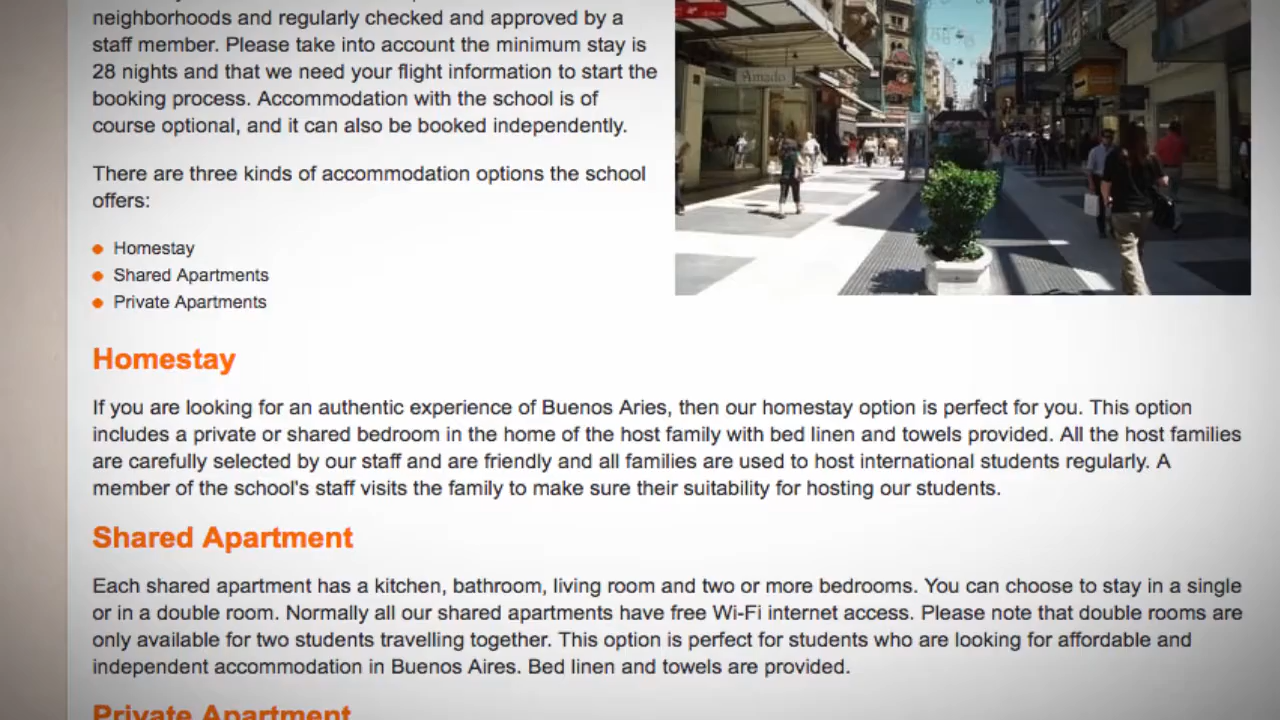 neighborhoods and regularly checked and approved by a
staff member. Please take into account the minimum stay is
28 nights and that we need your flight information to start the
booking process. Accommodation with the school is of
course optional, and it can also be booked independently.
There are three kinds of accommodation options the school
offers:
Homestay
Shared Apartments
Private Apartments
Amado
Homestay
If you are looking for an authentic experience of Buenos Aries, then our homestay option is perfect for you. This option
includes a private or shared bedroom in the home of the host family with bed linen and towels provided. All the host families
are carefully selected by our staff and are friendly and all families are used to host international students regularly. A
member of the school's staff visits the family to make sure their suitability for hosting our students.
Shared Apartment
Each shared apartment has a kitchen, bathroom, living room and two or more bedrooms. You can choose to stay in a single
or in a double room. Normally all our shared apartments have free Wi-Fi internet access. Please note that double rooms are
only available for two students travelling together. This option is perfect for students who are looking for affordable and
independent accommodation in Buenos Aires. Bed linen and towels are provided.
Private Apartment